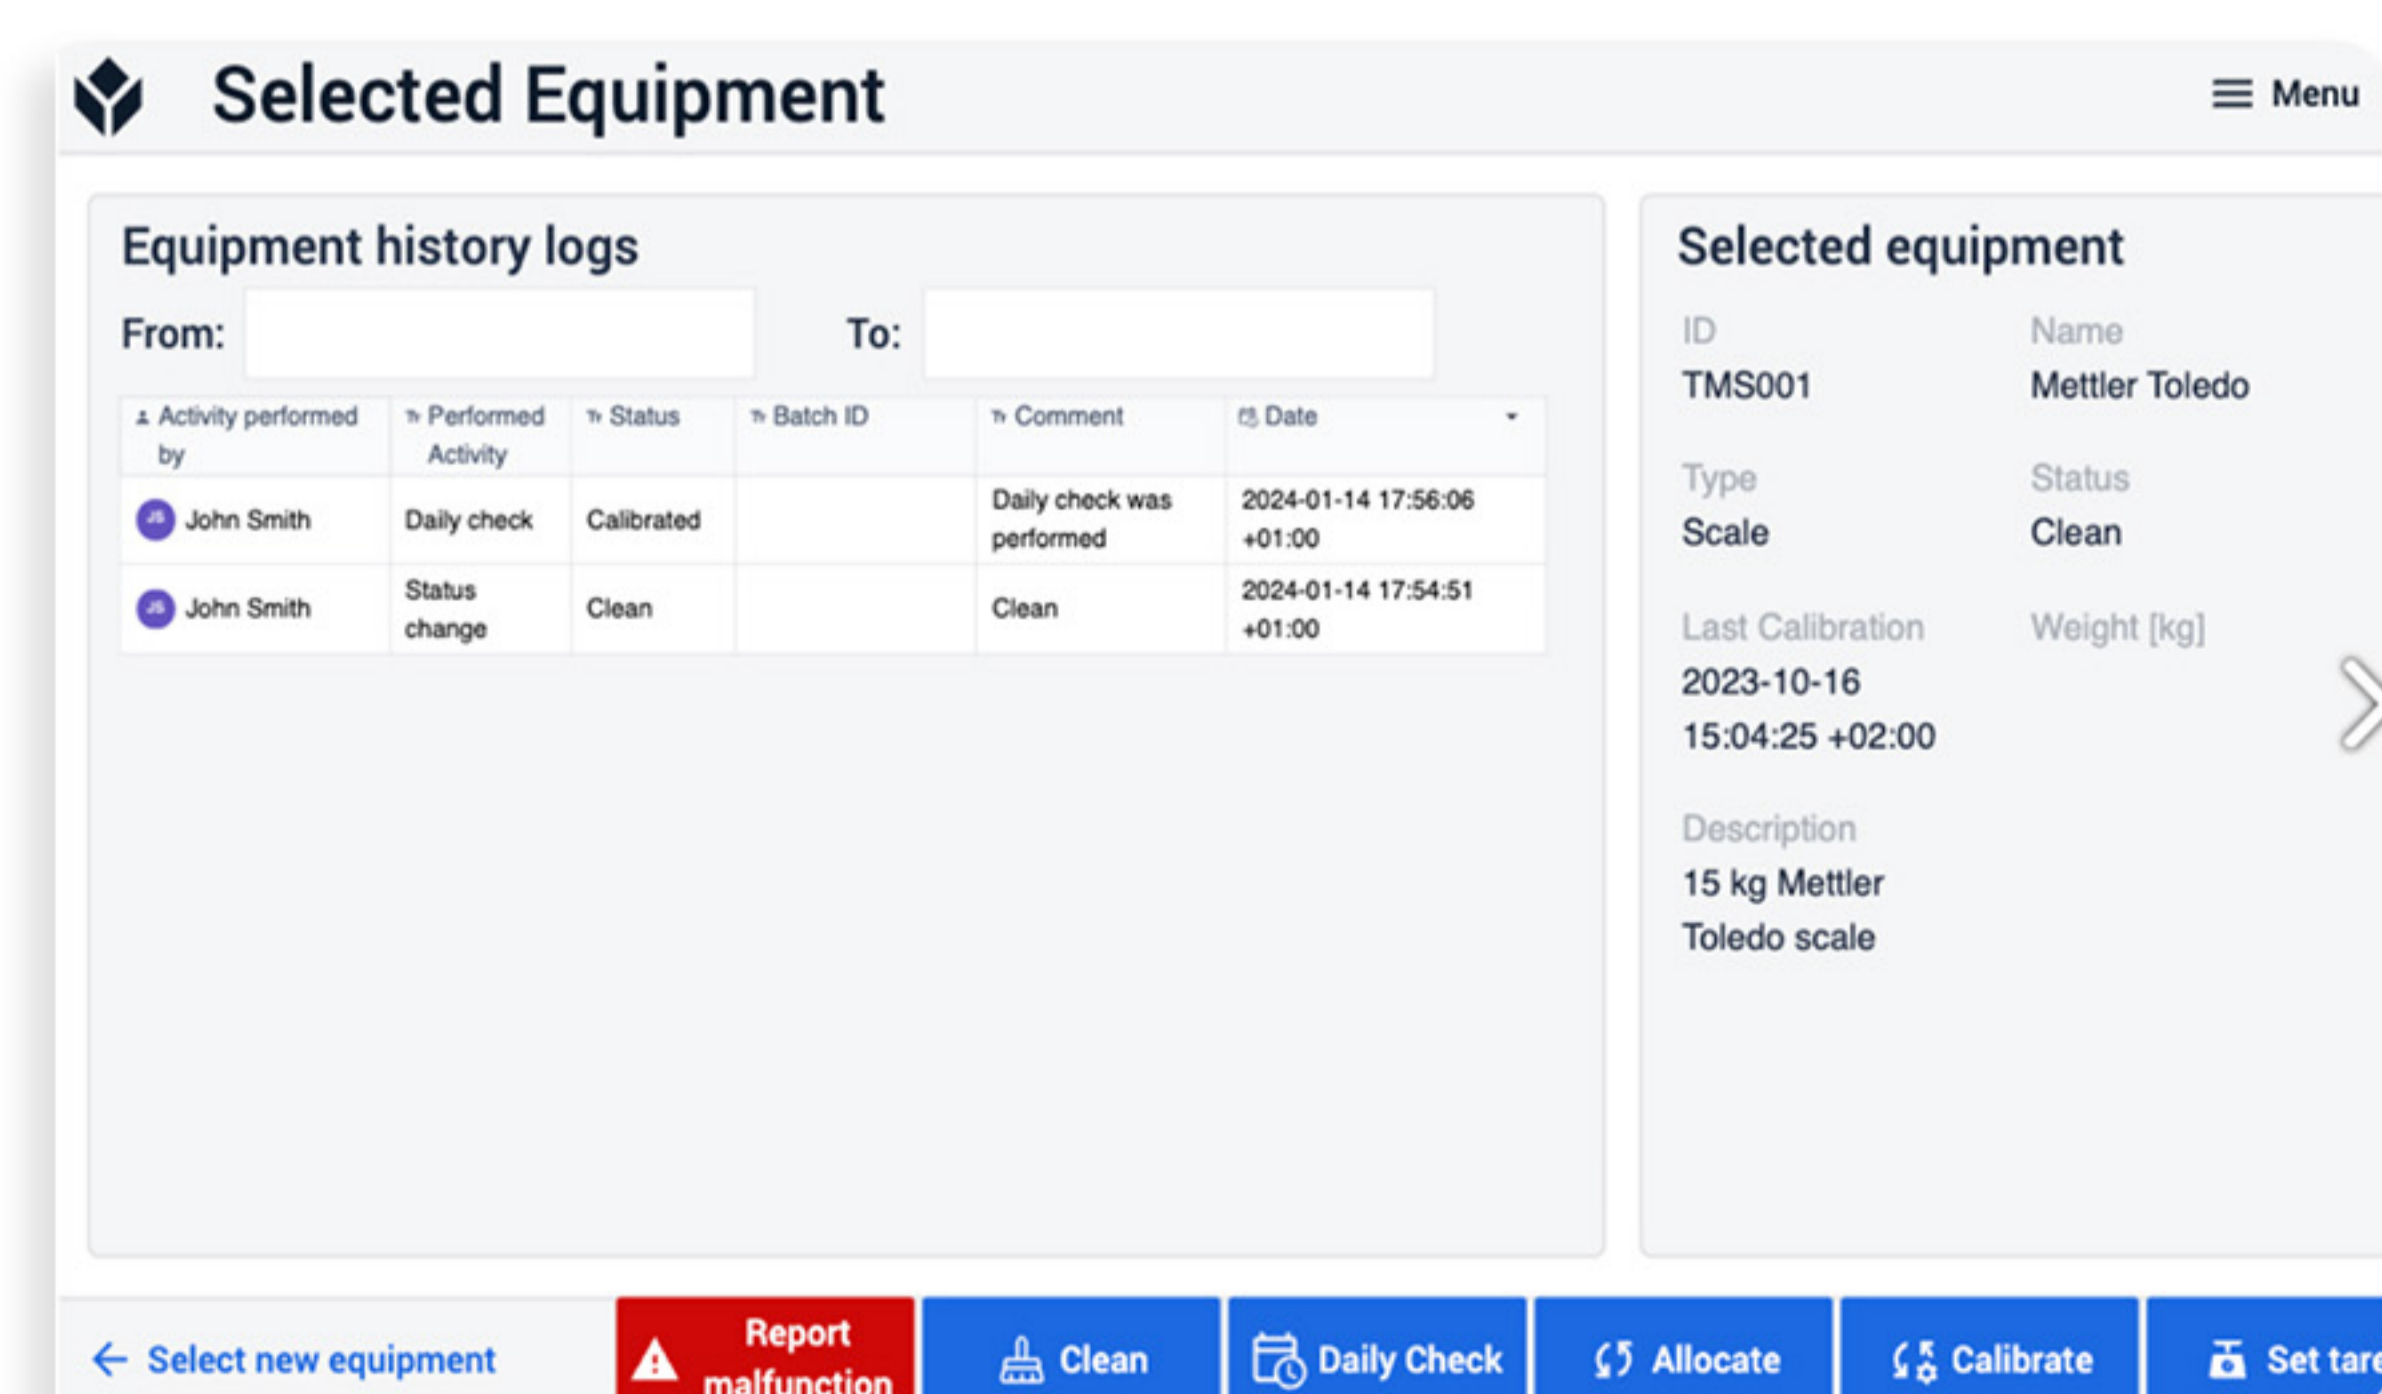 Selected Equipment
Menu
Equipment history logs
From:
To:
Activity performed by
Performed Activity
Status
Batch ID
Comment
Date
JS John Smith
Daily check
Calibrated
Daily check was performed
2024-01-14 17:56:06 +01:00
JS John Smith
Status change
Clean
Clean
2024-01-14 17:54:51 +01:00
Selected equipment
ID
Name
TMS001
Mettler Toledo
Type
Status
Scale
Clean
Last Calibration
Weight [kg]
2023-10-16
15:04:25 +02:00
Description
15 kg Mettler
Toledo scale
Select new equipment
Report
malfunction
Clean
Daily Check
Allocate
Calibrate
Set tare